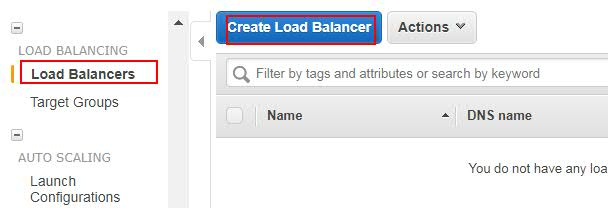 LOAD BALANCING
Load Balancers
Target Groups
AUTO SCALING
Launch
Configurations
Create Load Balancer
Actions
Filter by tags and attributes or search by keyword
Name
DNS name
You do not have any loa